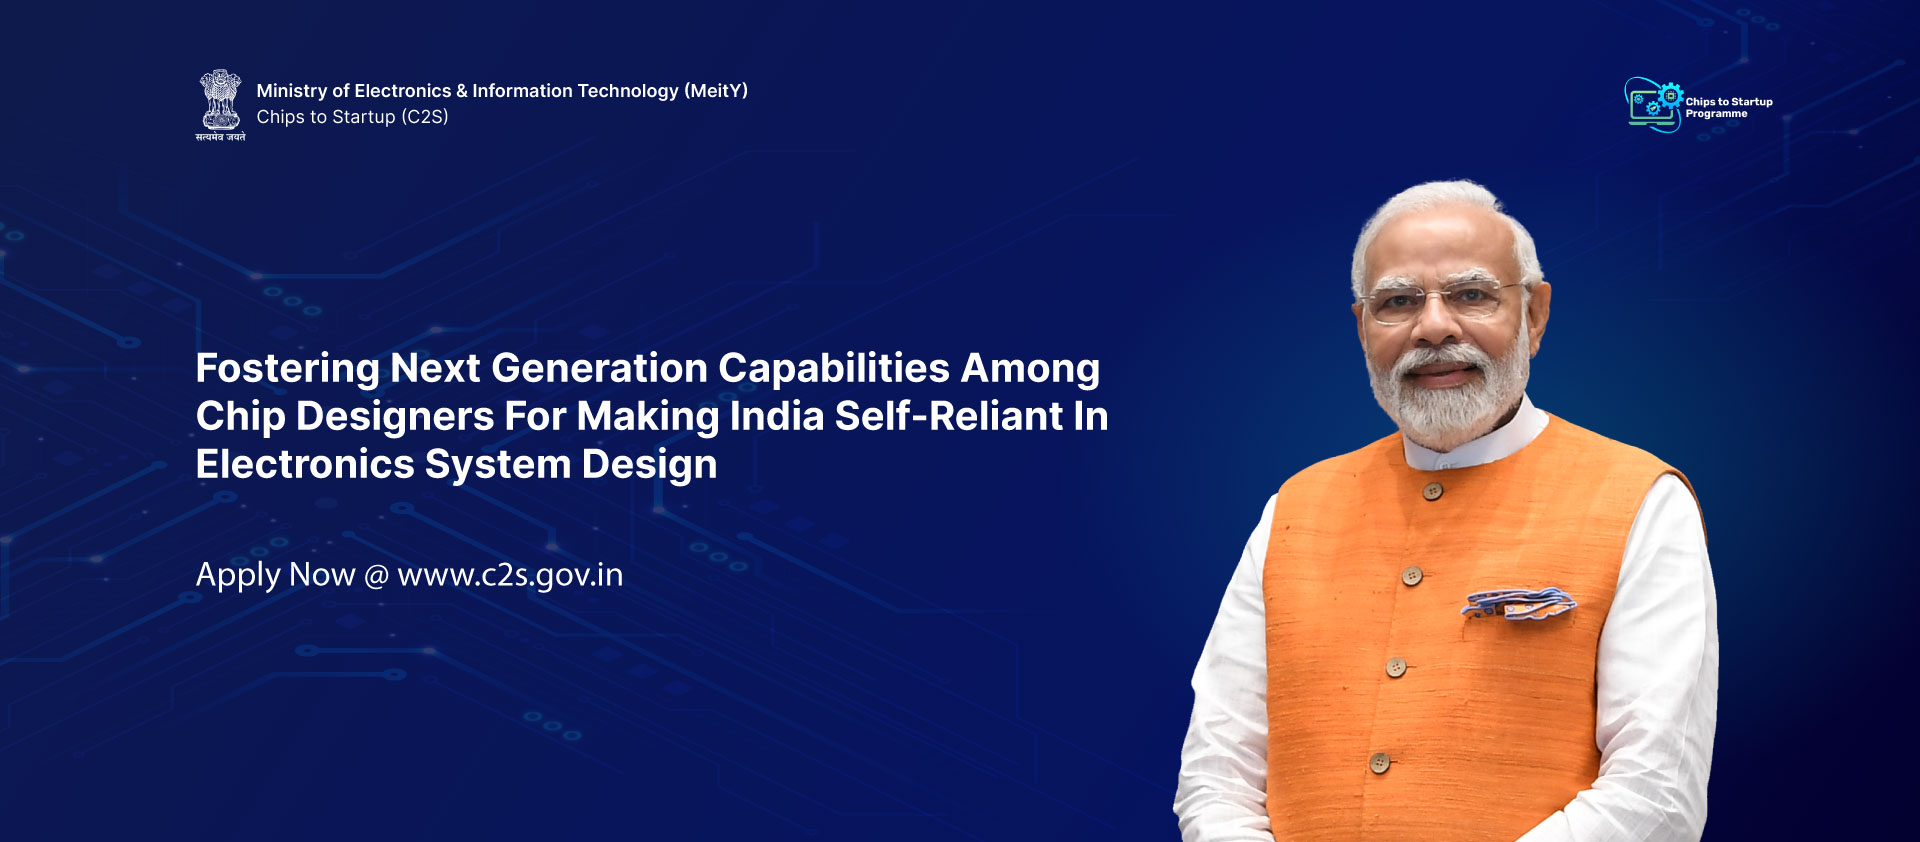 Ministry of Electronics & Information Technology (MeitY)
Chips to Startup (C2S)
सत्यमेव जयते
Chips to Startup
Programme
Fostering Next Generation Capabilities Among
Chip Designers For Making India Self-Reliant In
Electronics System Design
Apply Now @ www.c2s.gov.in